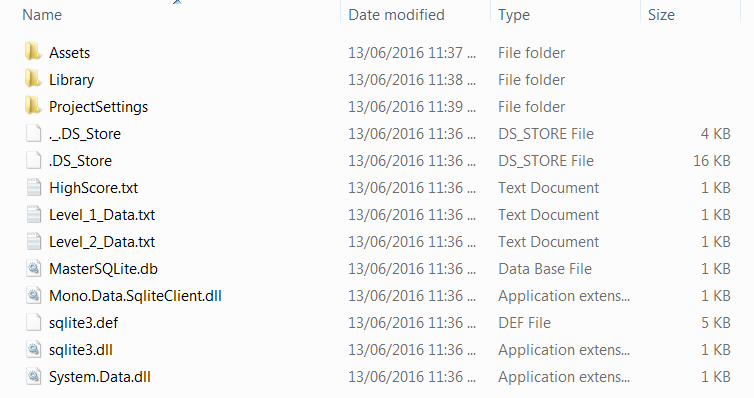 Name Date modified Type Size
Assets 13/06/2016 11:37 ... File folder
Library 13/06/2016 11:38 ... File folder
ProjectSettings 13/06/2016 11:39 ... File folder
._.DS_Store 13/06/2016 11:36 ... DS_STORE File 4 KB
.DS_Store 13/06/2016 11:36 ... DS_STORE File 16 KB
HighScore.txt 13/06/2016 11:36 ... Text Document 1 KB
Level_1_Data.txt 13/06/2016 11:36 ... Text Document 1 KB
Level_2_Data.txt 13/06/2016 11:36 ... Text Document 1 KB
MasterSQLite.db 13/06/2016 11:36 ... Data Base File 1 KB
Mono.Data.SqliteClient.dll 13/06/2016 11:36 ... Application extens... 1 KB
sqlite3.def 13/06/2016 11:36 ... DEF File 5 KB
sqlite3.dll 13/06/2016 11:36 ... Application extens... 1 KB
System.Data.dll 13/06/2016 11:36 ... Application extens... 1 KB